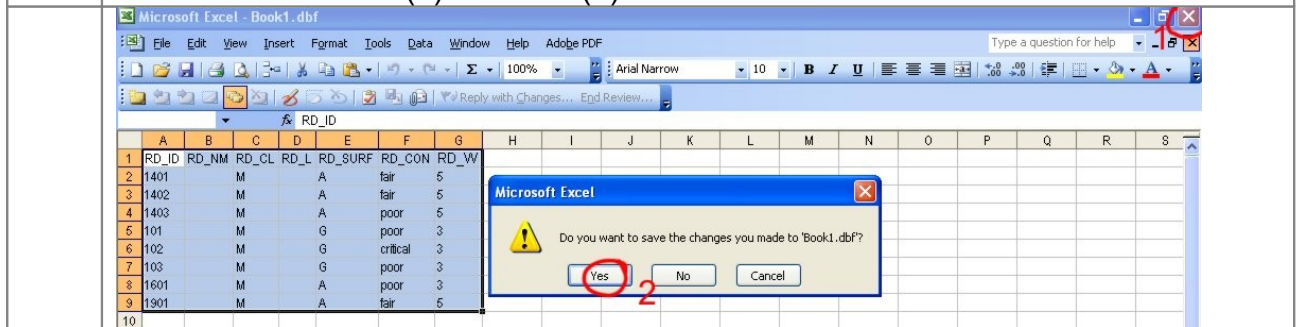 Microsoft Excel - Book1.dbf
File Edit View Insert Format Tools Data Window Help Adobe PDF Type a question for help
1
100% Arial Narrow 10 B I U
Reply with Changes... End Review...
fx RD_ID
A B C D E F G H I J K L M N O P Q R S
1 RD_ID RD_NM RD_CL RD_L RD_SURF RD_CON RD_W
2 1401 M A fair 5
3 1402 M A fair 5
4 1403 M A poor 5
5 101 M G poor 3
6 102 M G critical 3
7 103 M G poor 3
8 1601 M A poor 3
9 1901 M A fair 5
10
Microsoft Excel
Do you want to save the changes you made to 'Book1.dbf'?
Yes No Cancel
2